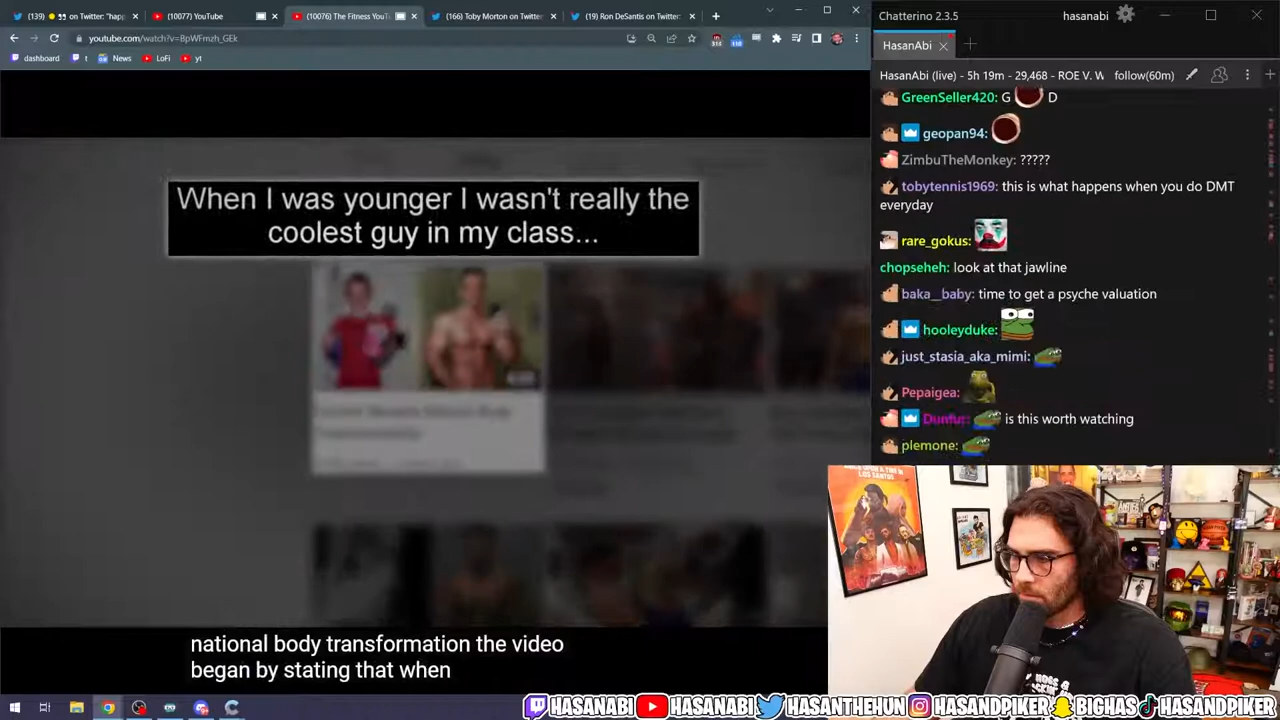 (139) on Twitter: "happ
(10077) YouTube
(10076) The Fitness YouT
(166) Toby Morton on Twitter
(19) Ron DeSantis on Twitter:
youtube.com/watch?v=BpWFmzh_GEk
dashboard
t
News
LoFi
yt
When I was younger I wasn't really the
coolest guy in my class...
national body transformation the video
began by stating that when
Chatterino 2.3.5
hasanabi
HasanAbi
HasanAbi (live) - 5h 19m - 29,468 - ROE V. W
follow(60m)
GreenSeller420: G D
geopan94:
ZimbuTheMonkey: ?????
tobytennis1969: this is what happens when you do DMT
everyday
rare_gokus:
chopseheh: look at that jawline
baka__baby: time to get a psyche valuation
hooleyduke:
just_stasia_aka_mimi:
Pepaigea:
Dunfus: is this worth watching
plemone:
LOS SANTOS
HASANABI HASANABI HASANTHEHUN HASANDPIKER BIGHAS HASANDPIKER